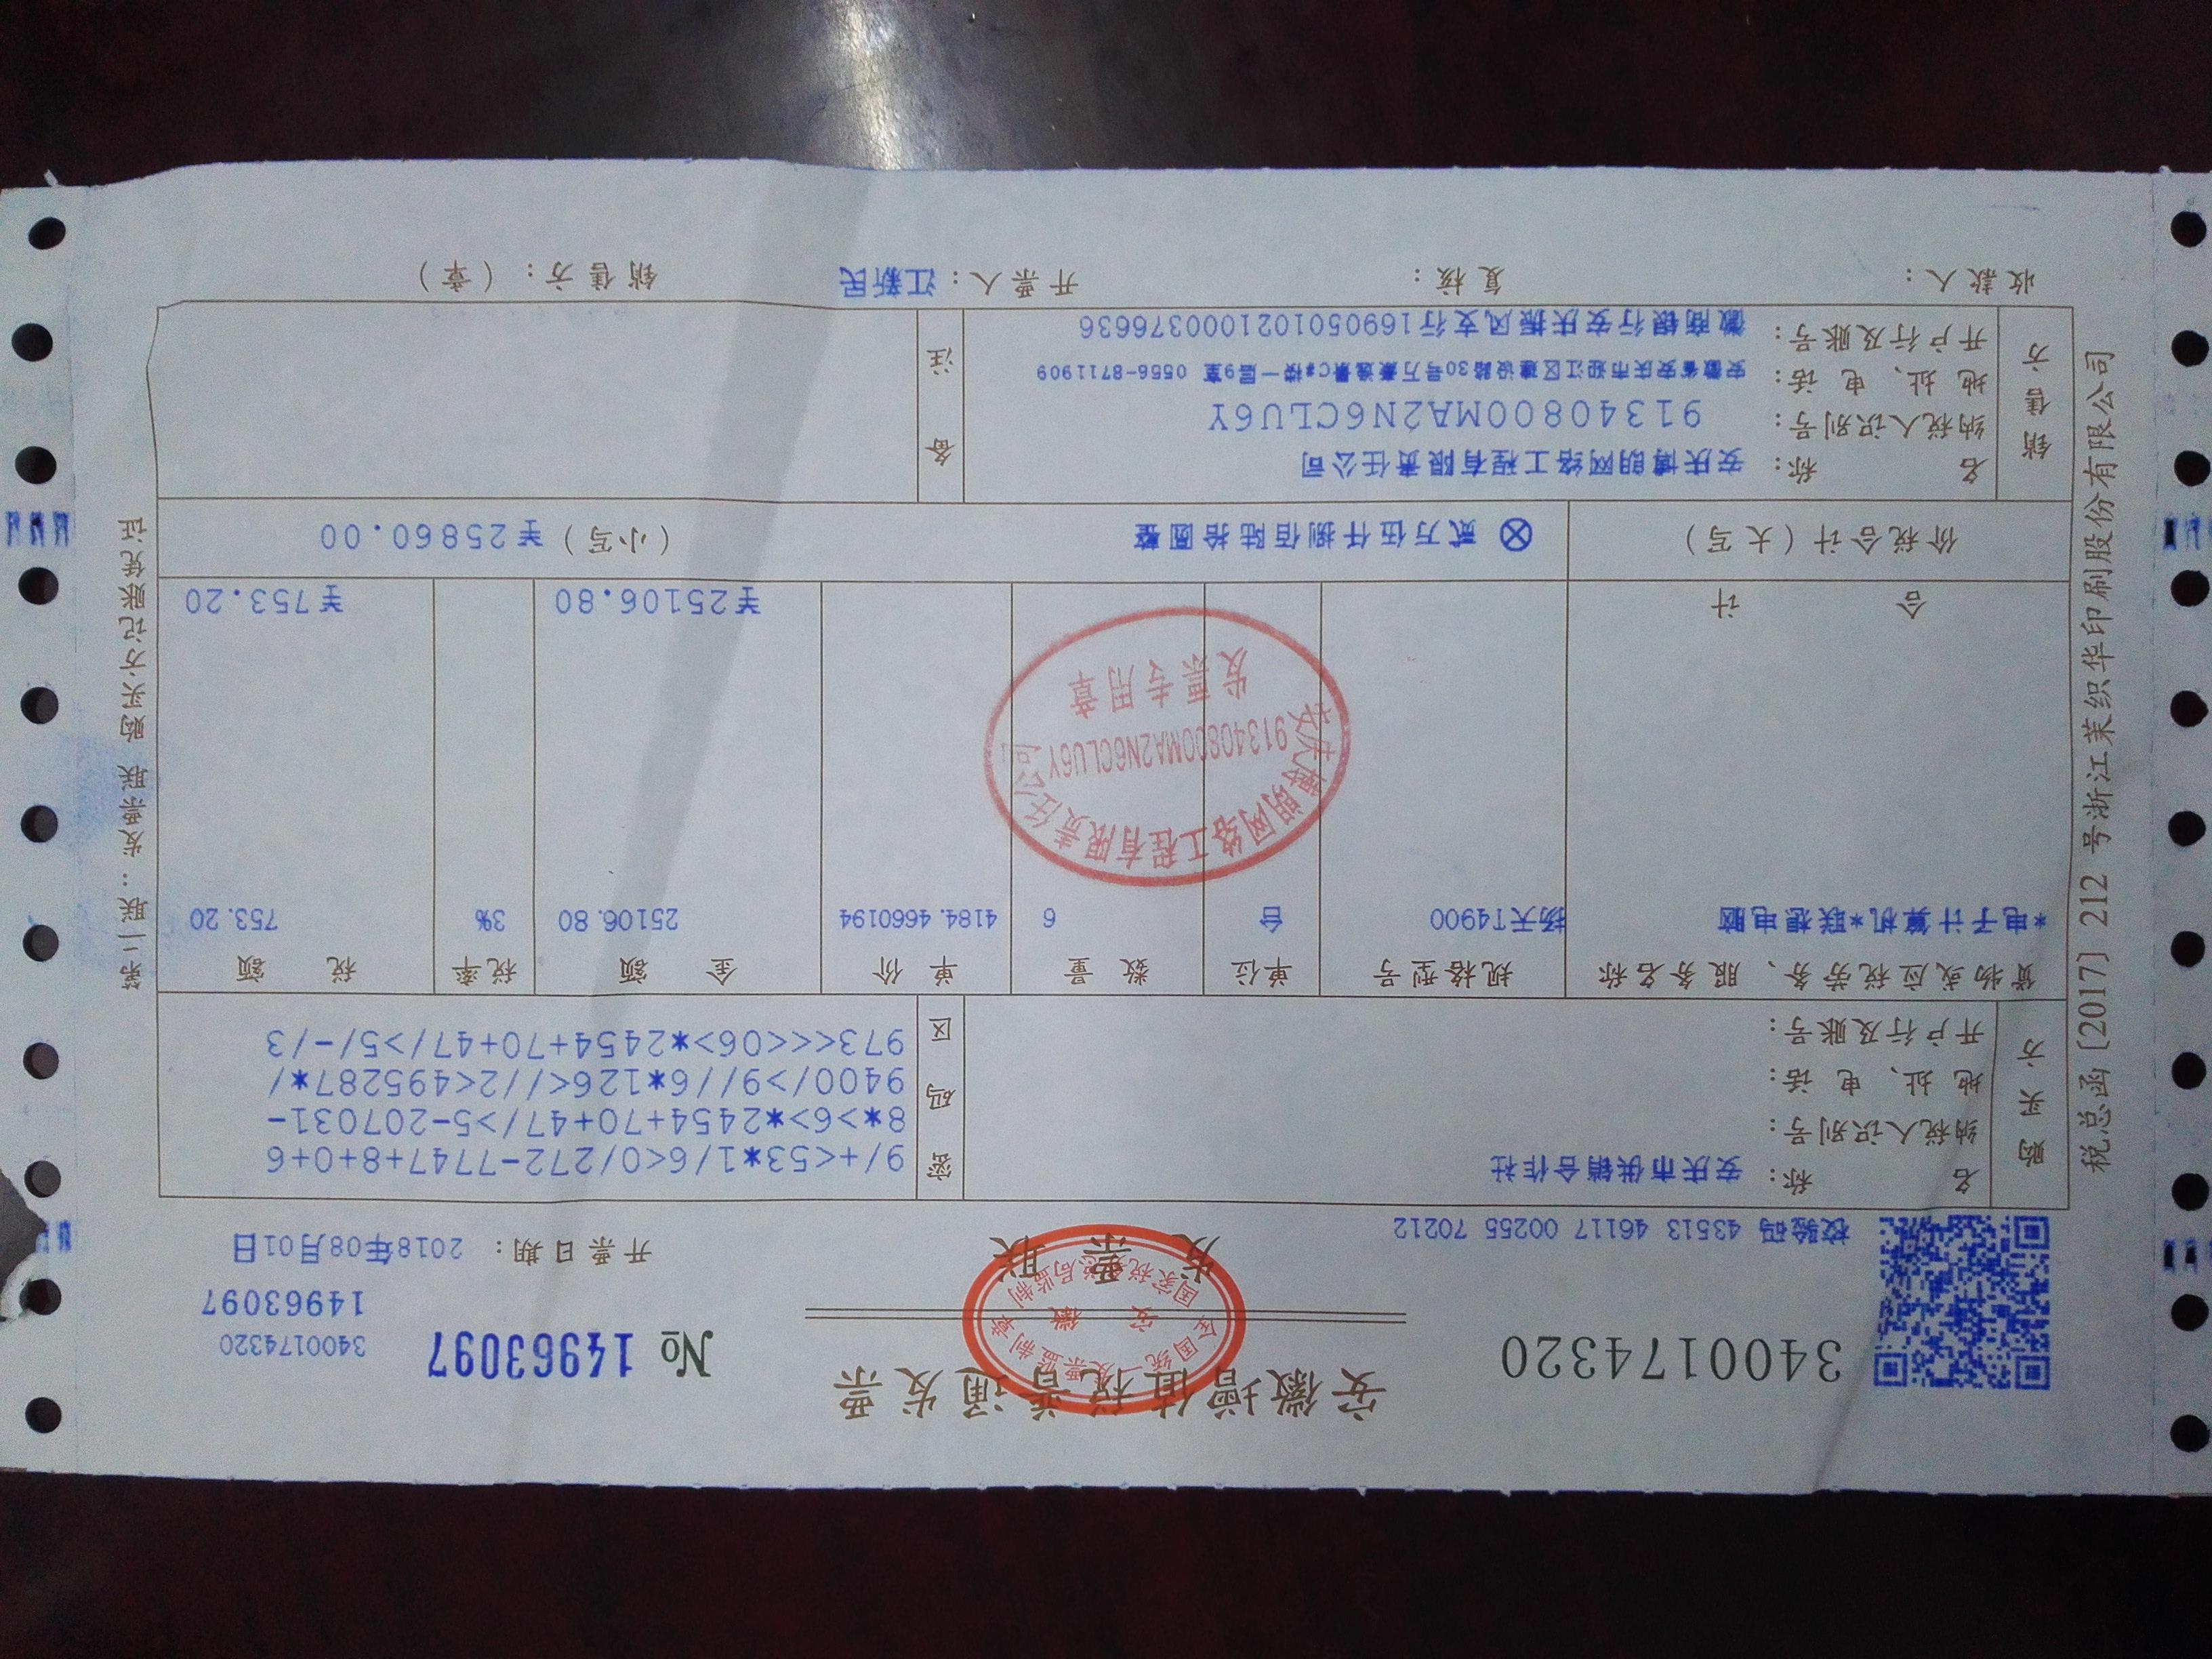 安徽增值税普通发票
3400174320
全国统一发票监制章
安 徽
国家税务总局监制
发票联
№ 14963097
3400174320
14963097
校验码 43513 46117 00255 70212
开票日期: 2018年08月01日
购买方
名 称: 安庆市供销合作社
纳税人识别号:
地址、电话:
开户行及账号:
密码区
9/+<53*1/6<0/272-7747+8+0+6
8*>6>*2454+70+47/>5-207031-
9400/>9//6*126<//2<495287*/
973<<<06>*2454+70+47/>5/-/3
货物或应税劳务、服务名称 规格型号 单位 数量 单价 金额 税率 税额
*电子计算机*联想电脑 扬天T4900 台 6 4184.4660194 25106.80 3% 753.20
安庆博朗网络工程有限责任公司
91340800MA2N6CLU6Y
发票专用章
合 计 ¥25106.80 ¥753.20
价税合计(大写) ⊗ 贰万伍仟捌佰陆拾圆整 (小写) ¥25860.00
销售方
名 称: 安庆博朗网络工程有限责任公司
纳税人识别号: 91340800MA2N6CLU6Y
地址、电话: 安徽省安庆市迎江区建设路30号万豪逸景C#楼一层9室 0556-8711909
开户行及账号: 徽商银行安庆振风支行1690501021000376636
备注
收款人: 复核: 开票人: 江新民 销售方:(章)
税总函〔2017〕212号浙江茉织华印刷股份有限公司
第二联:发票联 购买方记账凭证